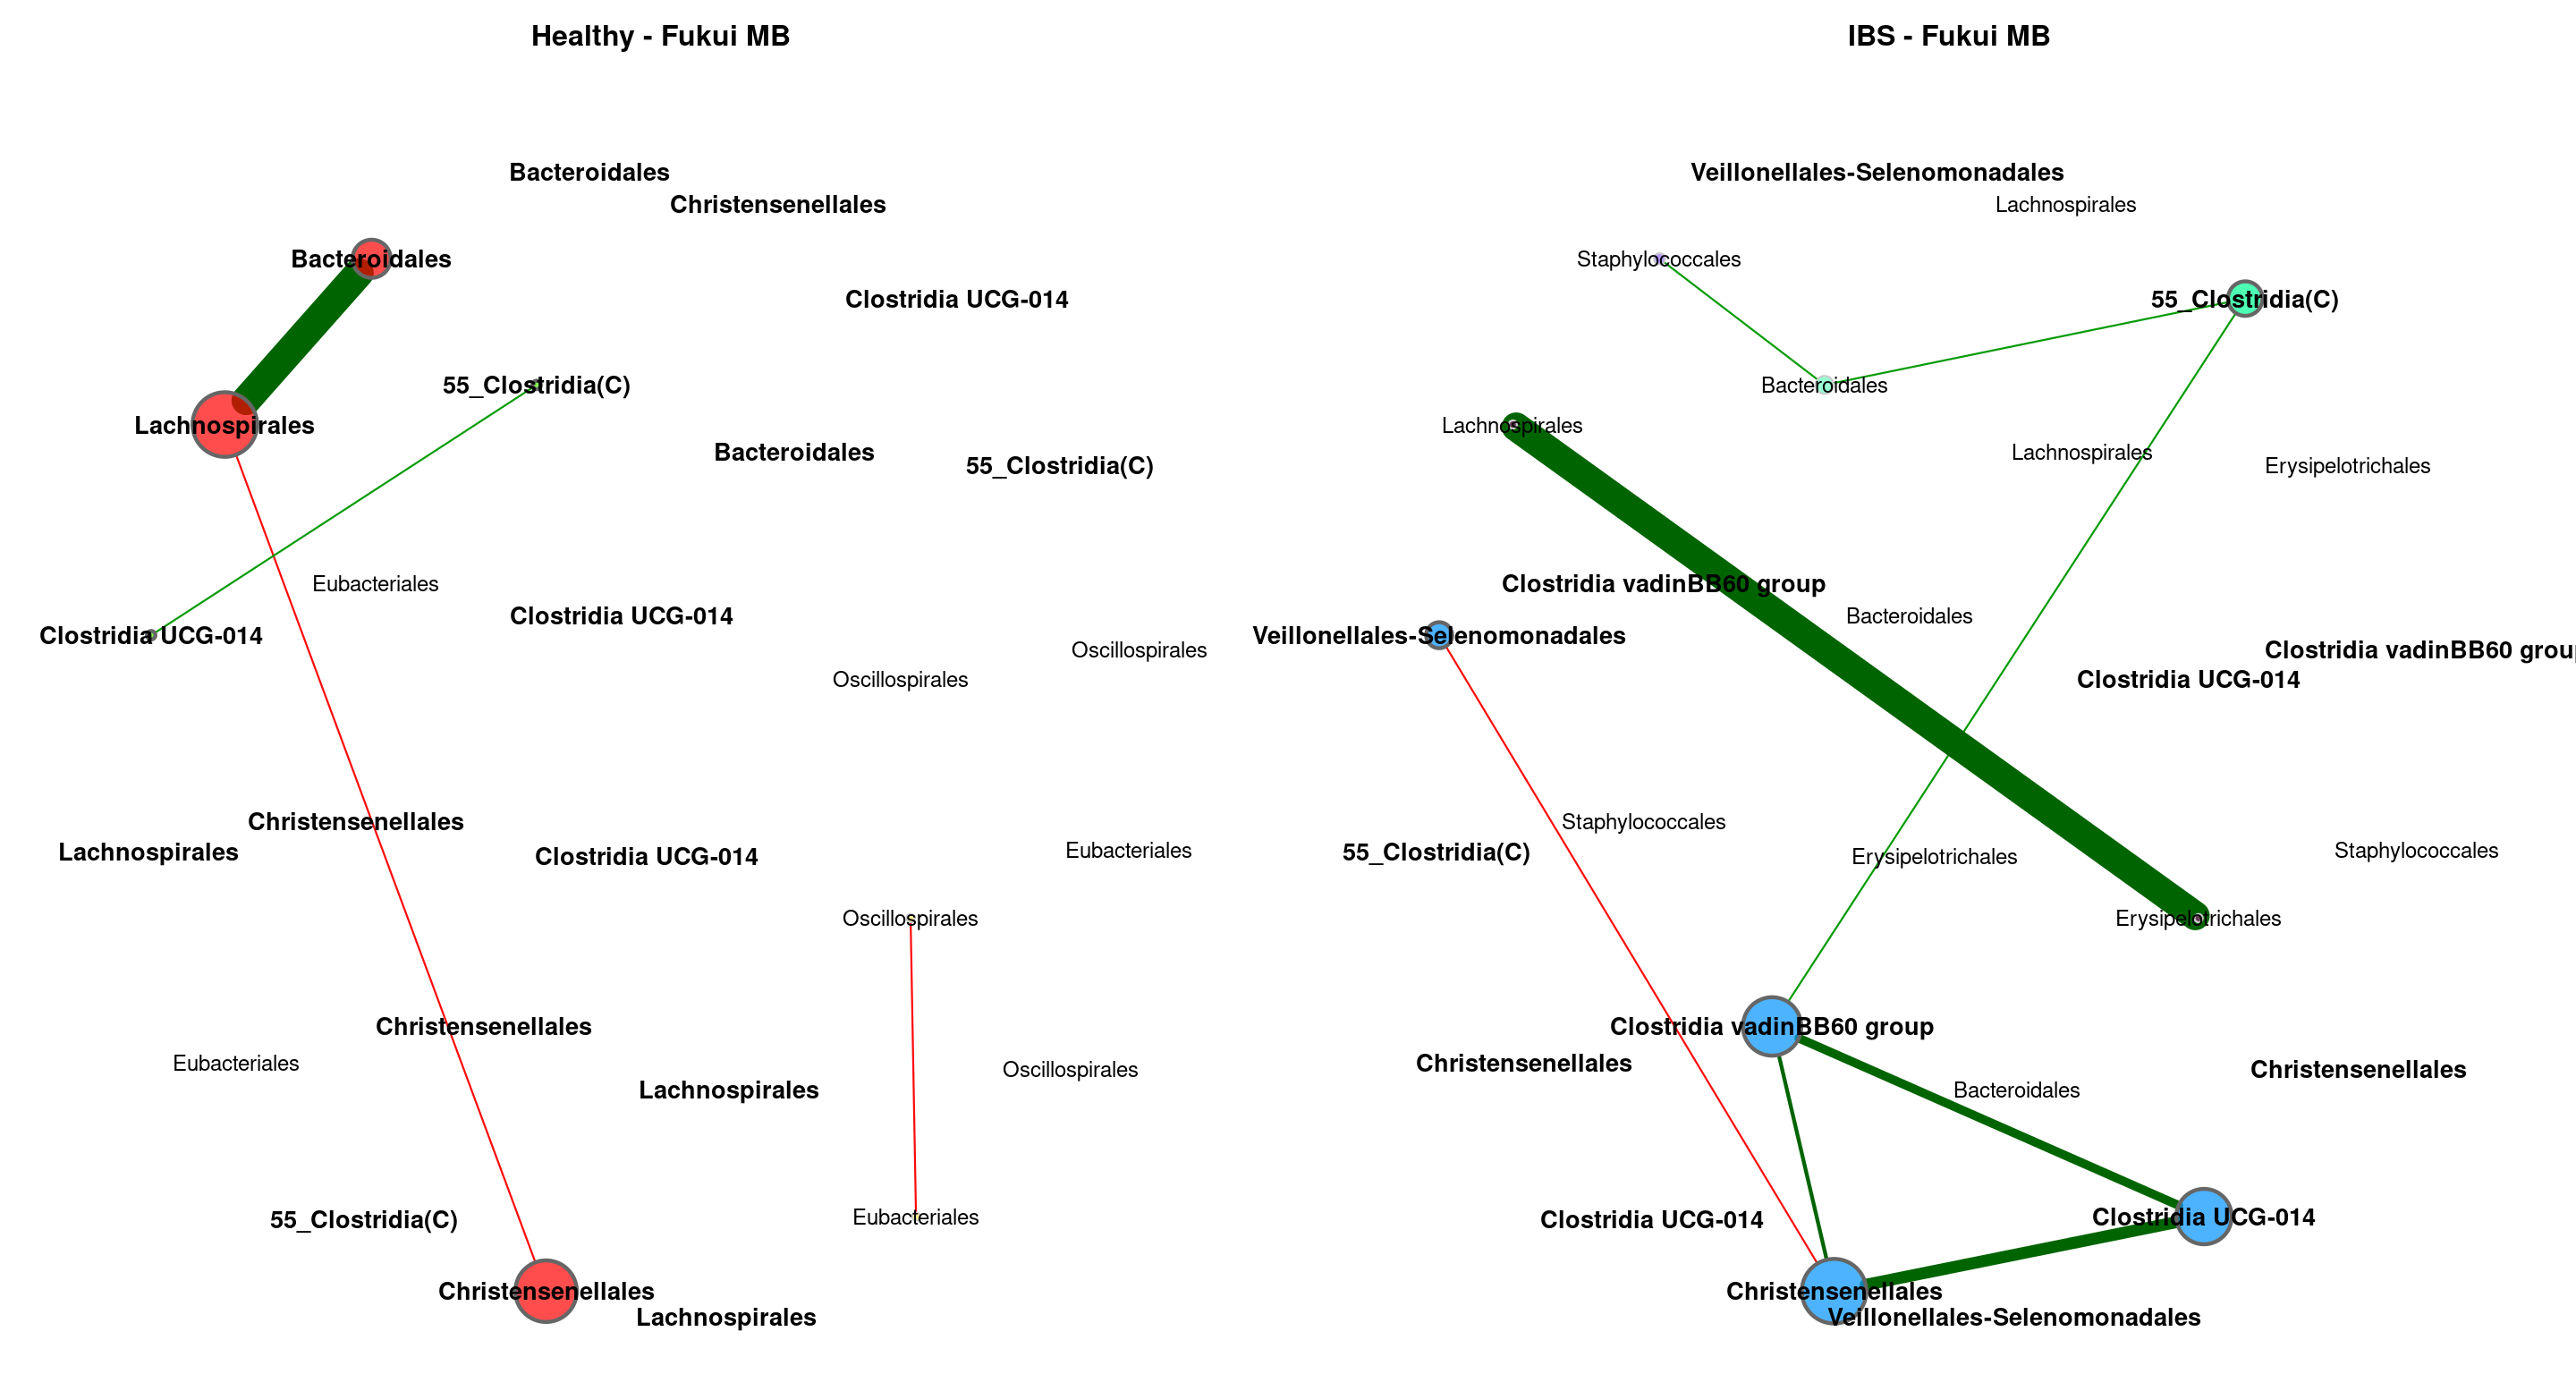 Healthy - Fukui MB
Bacteroidales
Christensenellales
Bacteroidales
Clostridia UCG-014
55_Clostridia(C)
Lachnospirales
Bacteroidales
55_Clostridia(C)
Eubacteriales
Clostridia UCG-014
Clostridia UCG-014
Oscillospirales
Oscillospirales
Christensenellales
Lachnospirales
Clostridia UCG-014
Eubacteriales
Oscillospirales
Christensenellales
Eubacteriales
Oscillospirales
Lachnospirales
55_Clostridia(C)
Eubacteriales
Christensenellales
Lachnospirales
IBS - Fukui MB
Veillonellales-Selenomonadales
Lachnospirales
Staphylococcales
55_Clostridia(C)
Bacteroidales
Lachnospirales
Lachnospirales
Erysipelotrichales
Clostridia vadinBB60 group
Bacteroidales
Veillonellales-Selenomonadales
Clostridia vadinBB60 grou
Clostridia UCG-014
Staphylococcales
55_Clostridia(C)
Erysipelotrichales
Staphylococcales
Erysipelotrichales
Clostridia vadinBB60 group
Christensenellales
Bacteroidales
Christensenellales
Clostridia UCG-014
Clostridia UCG-014
Christensenellales
Veillonellales-Selenomonadales